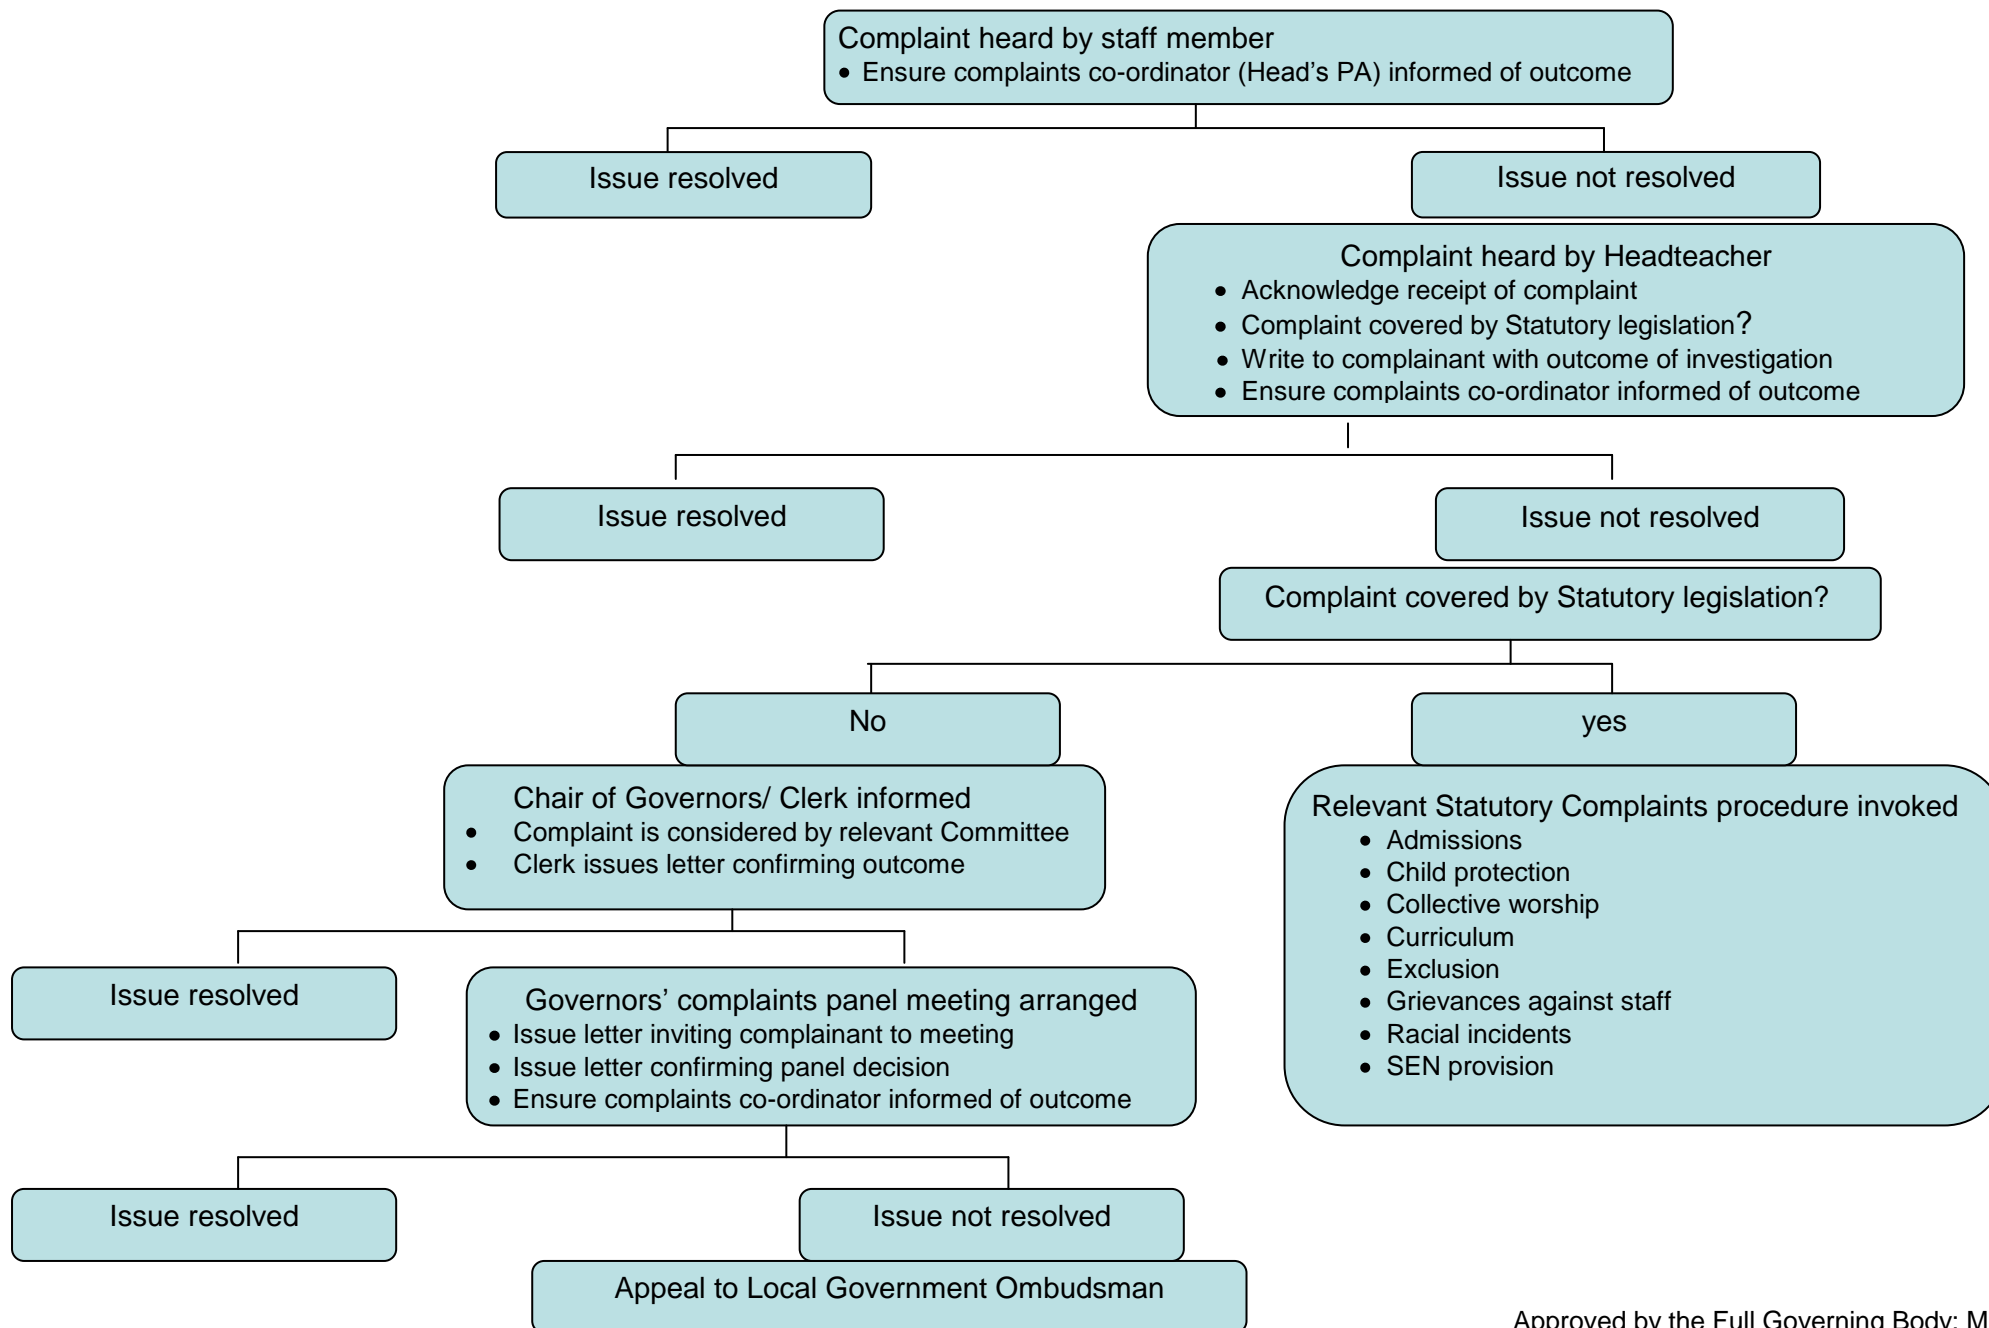 Complaint heard by staff member
• Ensure complaints co-ordinator (Head's PA) informed of outcome
Issue resolved
Issue not resolved
Complaint heard by Headteacher
• Acknowledge receipt of complaint
• Complaint covered by Statutory legislation?
• Write to complainant with outcome of investigation
• Ensure complaints co-ordinator informed of outcome
Issue resolved
Issue not resolved
Complaint covered by Statutory legislation?
No
yes
Chair of Governors/ Clerk informed
• Complaint is considered by relevant Committee
• Clerk issues letter confirming outcome
Relevant Statutory Complaints procedure invoked
• Admissions
• Child protection
• Collective worship
• Curriculum
• Exclusion
• Grievances against staff
• Racial incidents
• SEN provision
Issue resolved
Governors' complaints panel meeting arranged
• Issue letter inviting complainant to meeting
• Issue letter confirming panel decision
• Ensure complaints co-ordinator informed of outcome
Issue resolved
Issue not resolved
Appeal to Local Government Ombudsman
Approved by the Full Governing Body: M